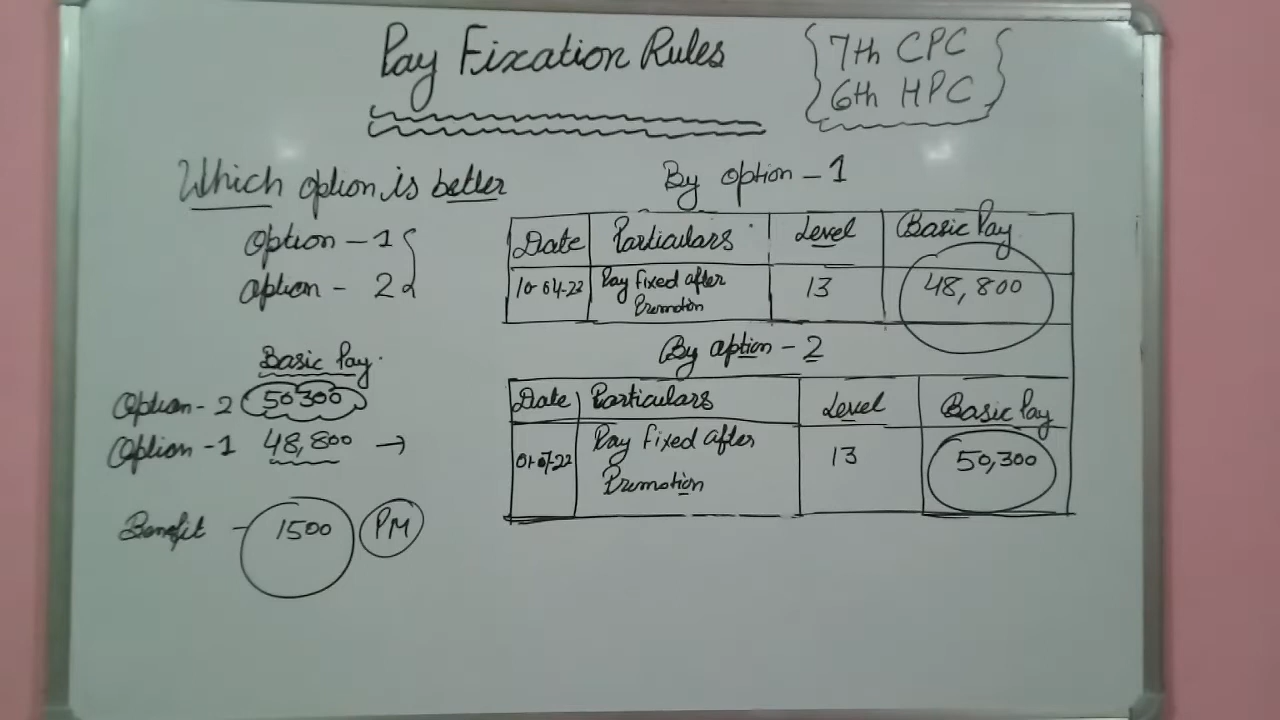 Pay Fixation Rules
7th CPC
6th HPC
Which option is better
Option - 1
Option - 2
Basic Pay.
Option - 2 50300
Option - 1 48,800 →
Benefit - 1500 PM
By option - 1
Date Particulars Level Basic Pay
10-04-22 Pay Fixed after Promotion 13 48,800
By option - 2
Date Particulars Level Basic Pay
01-07-22 Pay Fixed After Promotion 13 50,300